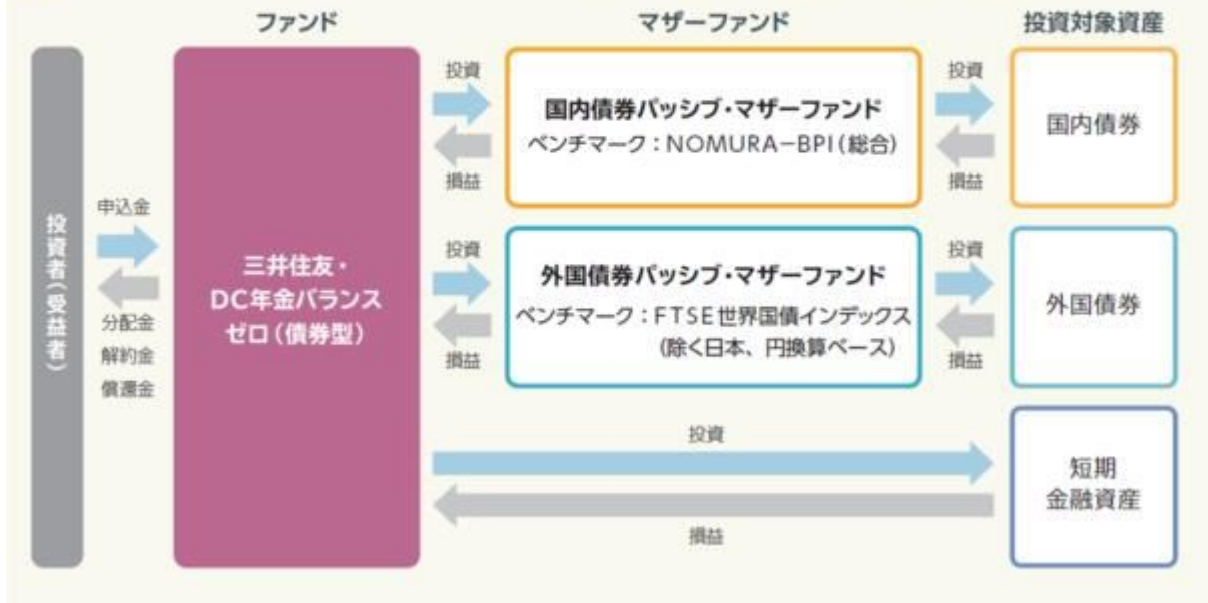 ファンド
マザーファンド
投資対象資産
投資者(受益者)
申込金
分配金
解約金
償還金
三井住友・
DC年金バランス
ゼロ(債券型)
投資
損益
国内債券パッシブ・マザーファンド
ベンチマーク:NOMURA-BPI(総合)
投資
損益
国内債券
投資
損益
外国債券パッシブ・マザーファンド
ベンチマーク:FTSE世界国債インデックス
(除く日本、円換算ベース)
投資
損益
外国債券
投資
損益
短期
金融資産